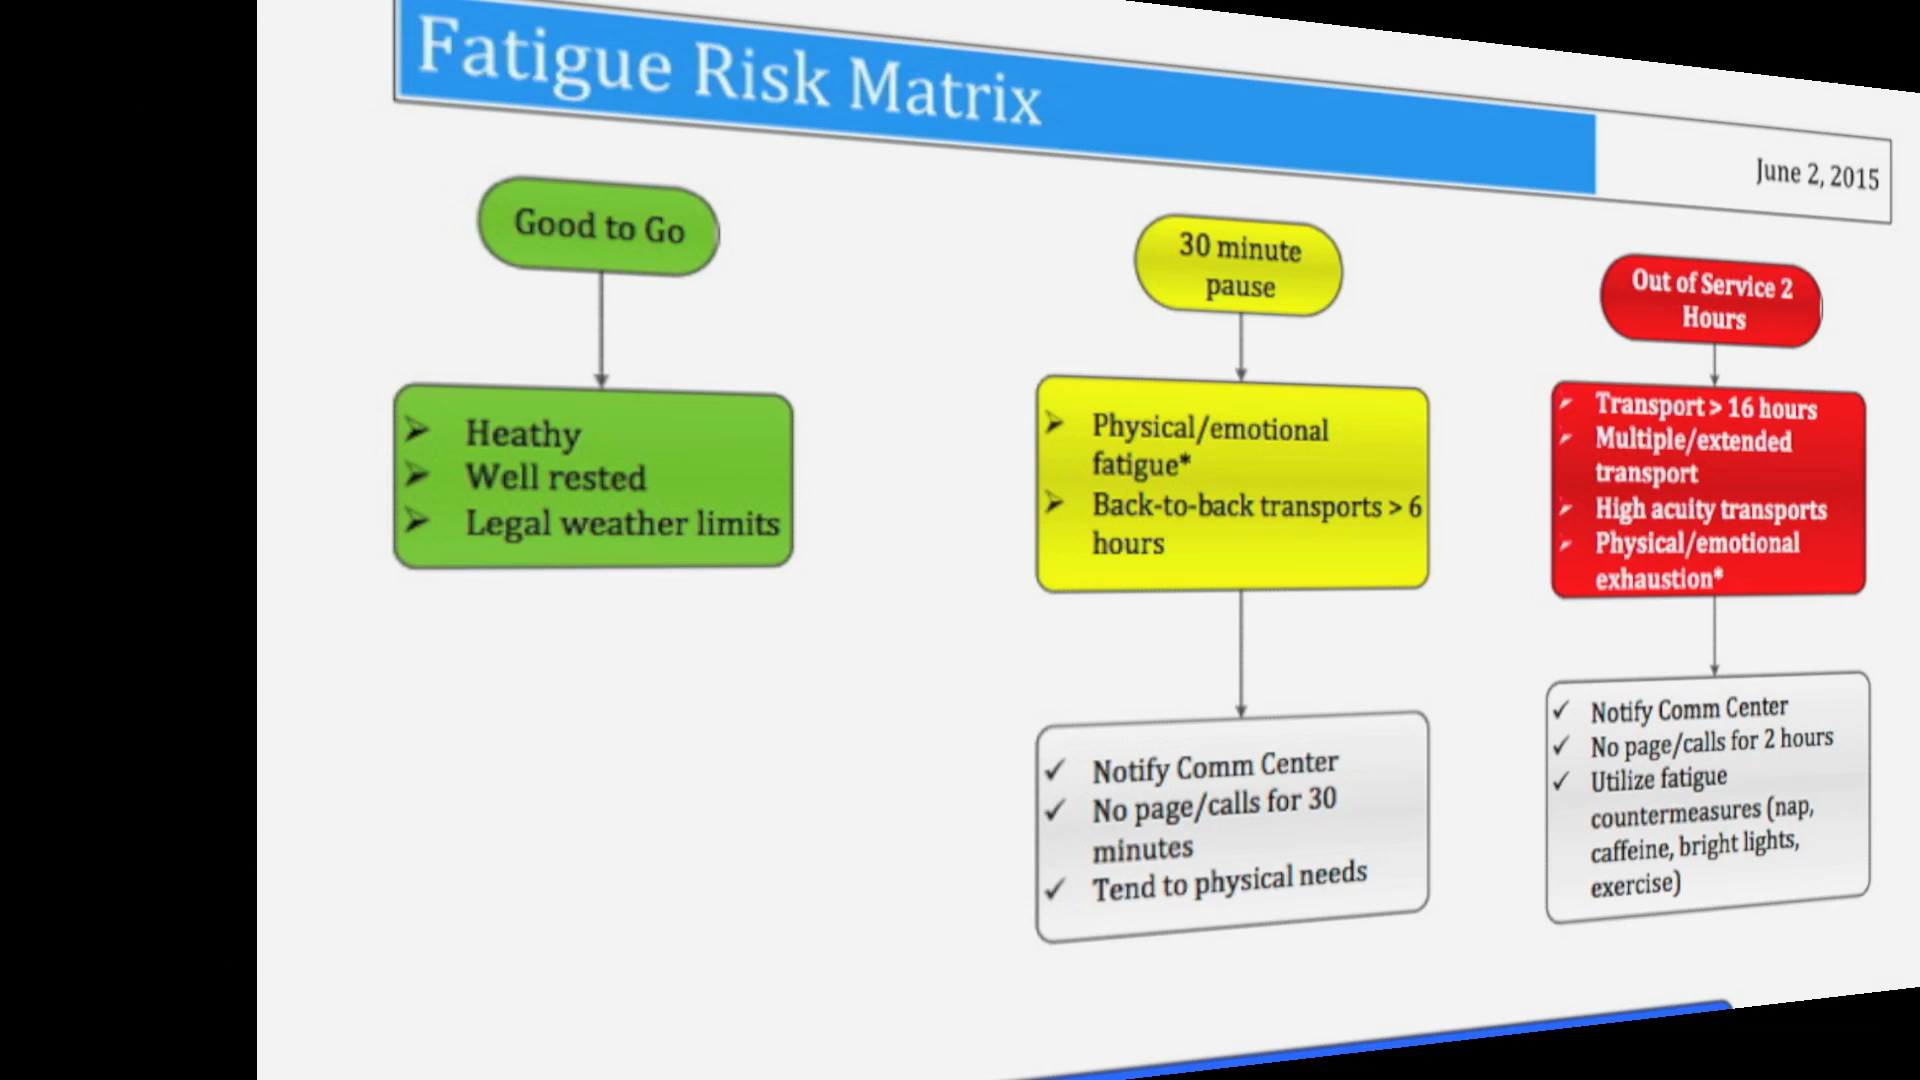 Fatigue Risk Matrix
June 2, 2015
Good to Go
Heathy
Well rested
Legal weather limits
30 minute
pause
Physical/emotional
fatigue*
Back-to-back transports > 6
hours
Notify Comm Center
No page/calls for 30
minutes
Tend to physical needs
Out of Service 2
Hours
Transport > 16 hours
Multiple/extended
transport
High acuity transports
Physical/emotional
exhaustion*
Notify Comm Center
No page/calls for 2 hours
Utilize fatigue
countermeasures (nap,
caffeine, bright lights,
exercise)